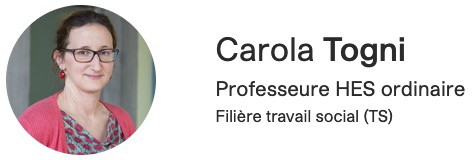 Carola Togni
Professeure HES ordinaire
Filière travail social (TS)